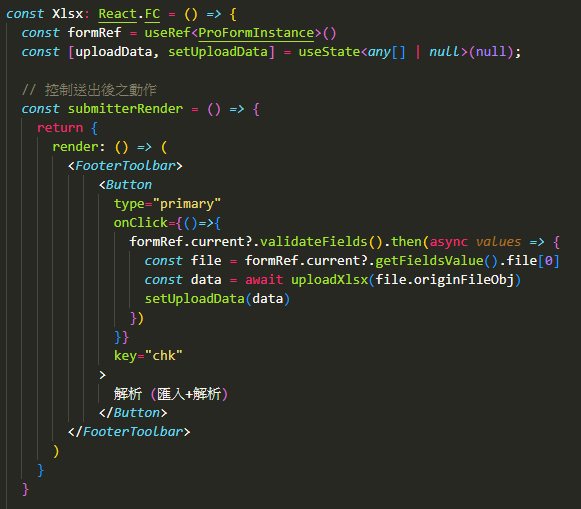 const Xlsx: React.FC = () => {
  const formRef = useRef<ProFormInstance>()
  const [uploadData, setUploadData] = useState<any[] | null>(null);
  // 控制送出後之動作
  const submitterRender = () => {
    return {
      render: () => (
        <FooterToolbar>
            <Button
              type="primary"
              onClick={()=>{
                formRef.current?.validateFields().then(async values => {
                  const file = formRef.current?.getFieldsValue().file[0]
                  const data = await uploadXlsx(file.originFileObj)
                  setUploadData(data)
                })
              }}
              key="chk"
            >
              解析 (匯入+解析)
            </Button>
        </FooterToolbar>
      )
    }
  }